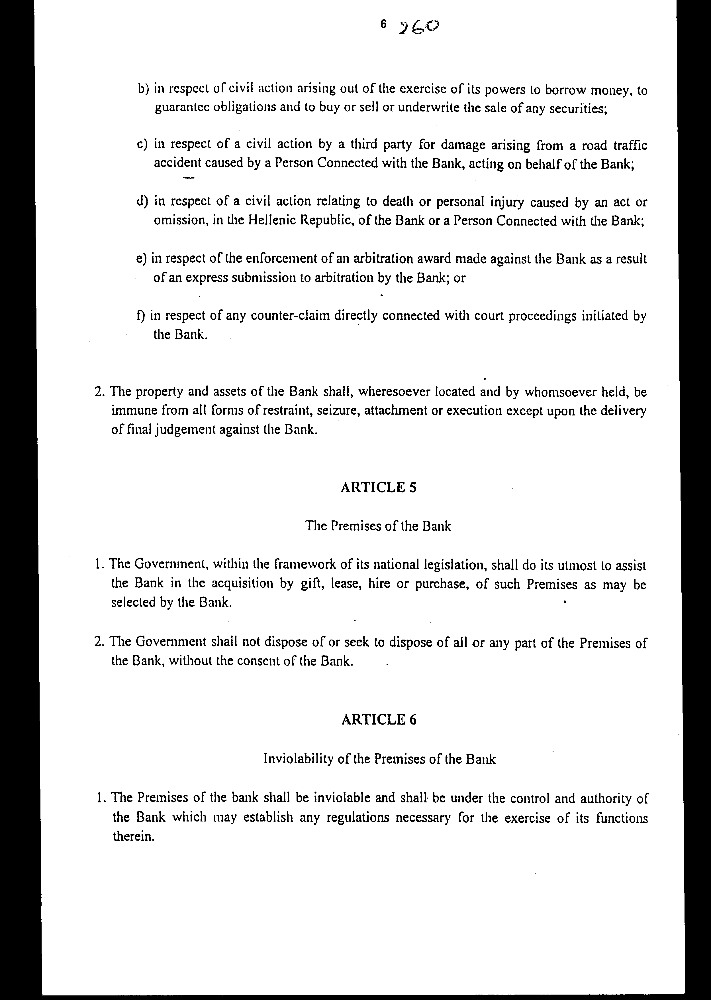 6 260
b) in respect of civil action arising out of the exercise of its powers to borrow money, to
guarantee obligations and to buy or sell or underwrite the sale of any securities;
c) in respect of a civil action by a third party for damage arising from a road traffic
accident caused by a Person Connected with the Bank, acting on behalf of the Bank;
d) in respect of a civil action relating to death or personal injury caused by an act or
omission, in the Hellenic Republic, of the Bank or a Person Connected with the Bank;
e) in respect of the enforcement of an arbitration award made against the Bank as a result
of an express submission to arbitration by the Bank; or
f) in respect of any counter-claim directly connected with court proceedings initiated by
the Bank.
2. The property and assets of the Bank shall, wheresoever located and by whomsoever held, be
immune from all forms of restraint, seizure, attachment or execution except upon the delivery
of final judgement against the Bank.
ARTICLE 5
The Premises of the Bank
1. The Government, within the framework of its national legislation, shall do its utmost to assist
the Bank in the acquisition by gift, lease, hire or purchase, of such Premises as may be
selected by the Bank.
2. The Government shall not dispose of or seek to dispose of all or any part of the Premises of
the Bank, without the consent of the Bank.
ARTICLE 6
Inviolability of the Premises of the Bank
1. The Premises of the bank shall be inviolable and shall be under the control and authority of
the Bank which may establish any regulations necessary for the exercise of its functions
therein.